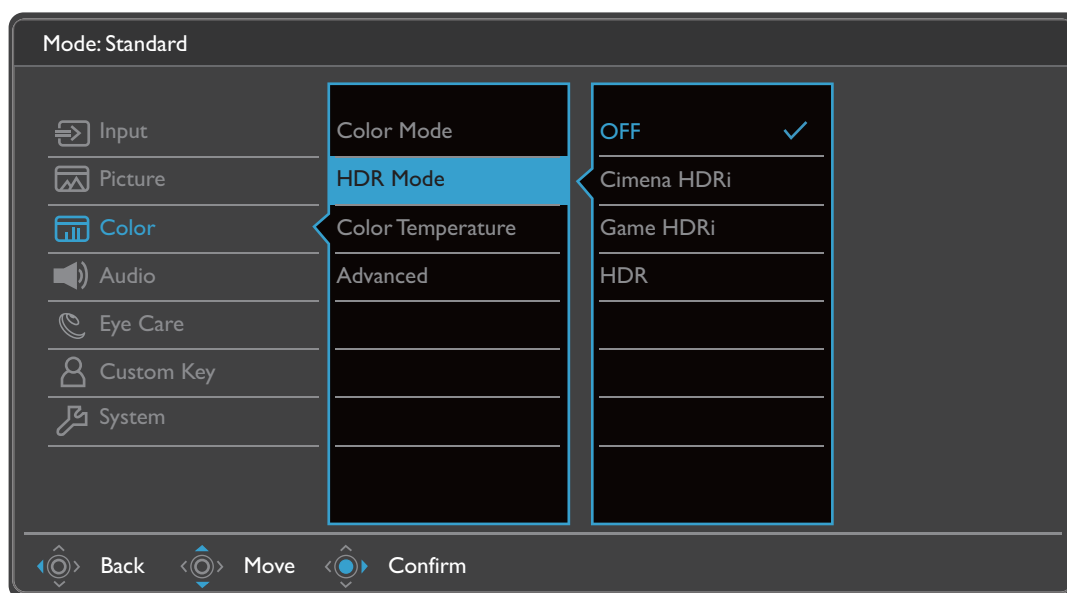 Mode: Standard
Input
Picture
Color
Audio
Eye Care
Custom Key
System
Color Mode
HDR Mode
Color Temperature
Advanced
OFF
Cimena HDRi
Game HDRi
HDR
Back Move Confirm